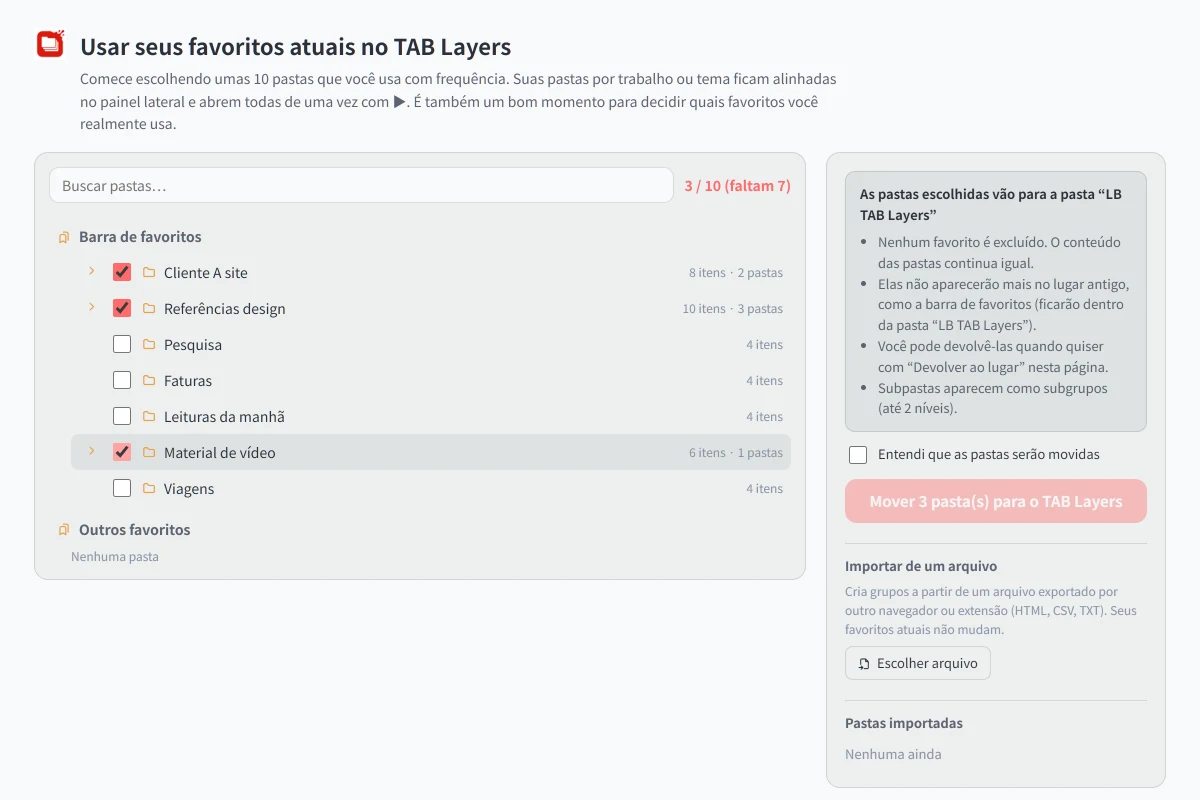 Usar seus favoritos atuais no TAB Layers
Comece escolhendo umas 10 pastas que você usa com frequência. Suas pastas por trabalho ou tema ficam alinhadas
no painel lateral e abrem todas de uma vez com ▶. É também um bom momento para decidir quais favoritos você
realmente usa.
Buscar pastas…
3 / 10 (faltam 7)
Barra de favoritos
Cliente A site
8 itens · 2 pastas
Referências design
10 itens · 3 pastas
Pesquisa
4 itens
Faturas
4 itens
Leituras da manhã
4 itens
Material de vídeo
6 itens · 1 pastas
Viagens
4 itens
Outros favoritos
Nenhuma pasta
As pastas escolhidas vão para a pasta “LB
TAB Layers”
• Nenhum favorito é excluído. O conteúdo
das pastas continua igual.
• Elas não aparecerão mais no lugar antigo,
como a barra de favoritos (ficarão dentro
da pasta “LB TAB Layers”).
• Você pode devolvê-las quando quiser
com “Devolver ao lugar” nesta página.
• Subpastas aparecem como subgrupos
(até 2 níveis).
Entendi que as pastas serão movidas
Mover 3 pasta(s) para o TAB Layers
Importar de um arquivo
Cria grupos a partir de um arquivo exportado por
outro navegador ou extensão (HTML, CSV, TXT). Seus
favoritos atuais não mudam.
Escolher arquivo
Pastas importadas
Nenhuma ainda